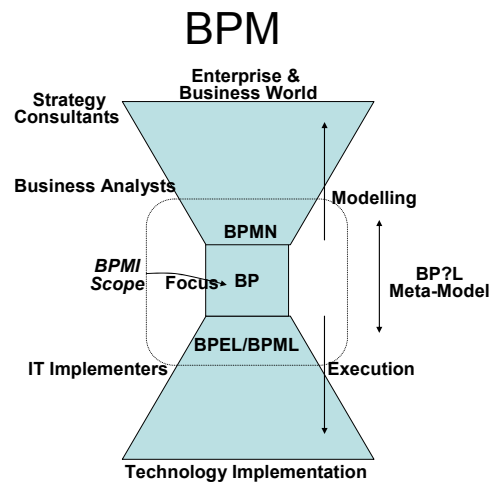 BPM
Enterprise &
Business World
Strategy
Consultants
Business Analysts
Modelling
BPMN
BPMI
Scope
Focus
BP
BP?L
Meta-Model
BPEL/BPML
IT Implementers
Execution
Technology Implementation